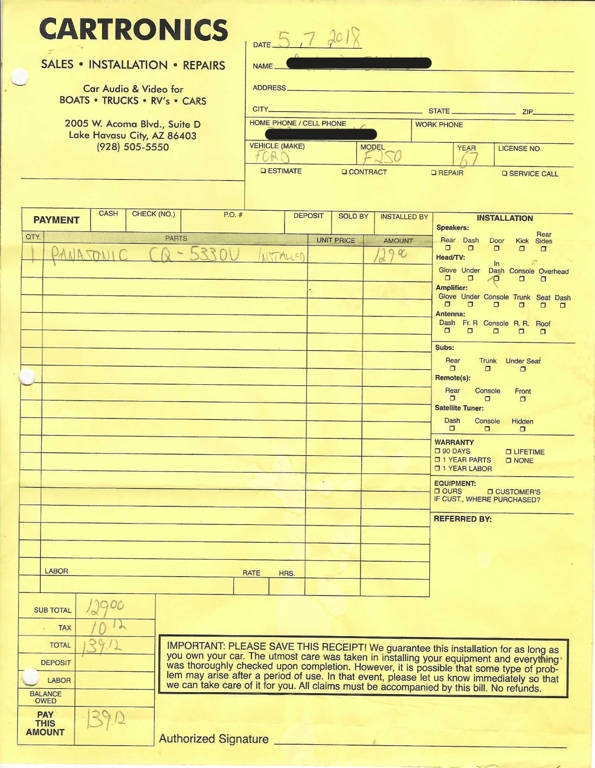 CARTRONICS
SALES • INSTALLATION • REPAIRS
Car Audio & Video for
BOATS • TRUCKS • RV's • CARS
2005 W. Acoma Blvd., Suite D
Lake Havasu City, AZ 86403
(928) 505-5550
DATE 5, 7 2018
NAME
ADDRESS
CITY STATE ZIP
HOME PHONE / CELL PHONE WORK PHONE
VEHICLE (MAKE) MODEL YEAR LICENSE NO.
FORD F250 67
☐ ESTIMATE ☐ CONTRACT ☐ REPAIR ☐ SERVICE CALL
PAYMENT CASH CHECK (NO.) P.O. # DEPOSIT SOLD BY INSTALLED BY
QTY. PARTS UNIT PRICE AMOUNT
1 PANASONIC CQ-5330U INSTALLED 129 00
LABOR RATE HRS.
INSTALLATION
Speakers:
Rear Dash Door Kick Rear Sides
Head/TV:
Glove Under In Dash Console Overhead
Amplifier:
Glove Under Console Trunk Seat Dash
Antenna:
Dash Fr. R Console R. R. Roof
Subs:
Rear Trunk Under Seat
Remote(s):
Rear Console Front
Satellite Tuner:
Dash Console Hidden
WARRANTY
☐ 90 DAYS ☐ LIFETIME
☐ 1 YEAR PARTS ☐ NONE
☐ 1 YEAR LABOR
EQUIPMENT:
☐ OURS ☐ CUSTOMER'S
IF CUST., WHERE PURCHASED?
REFERRED BY:
SUB TOTAL 129 00
TAX 10 12
TOTAL 139 12
DEPOSIT
LABOR
BALANCE OWED
PAY THIS AMOUNT 139.12
IMPORTANT: PLEASE SAVE THIS RECEIPT! We guarantee this installation for as long as
you own your car. The utmost care was taken in installing your equipment and everything
was thoroughly checked upon completion. However, it is possible that some type of prob-
lem may arise after a period of use. In that event, please let us know immediately so that
we can take care of it for you. All claims must be accompanied by this bill. No refunds.
Authorized Signature